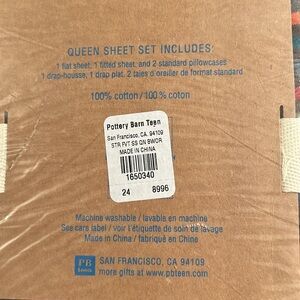 QUEEN SHEET SET INCLUDES:
1 flat sheet, 1 fitted sheet, and 2 standard pillowcases
1 drap-housse, 1 drap plat, 2 taies d'oreiller de format standard
100% cotton / 100 % coton
Pottery Barn Teen
San Francisco, CA. 94109
STR FVT SS QN BWOR
MADE IN CHINA
1650340
24 8996
Machine washable / lavable en machine
See care label / voir l'étiquette de soin de lavage
Made in China / fabriqué en Chine
PB
teen
SAN FRANCISCO, CA 94109
more gifts at www.pbteen.com